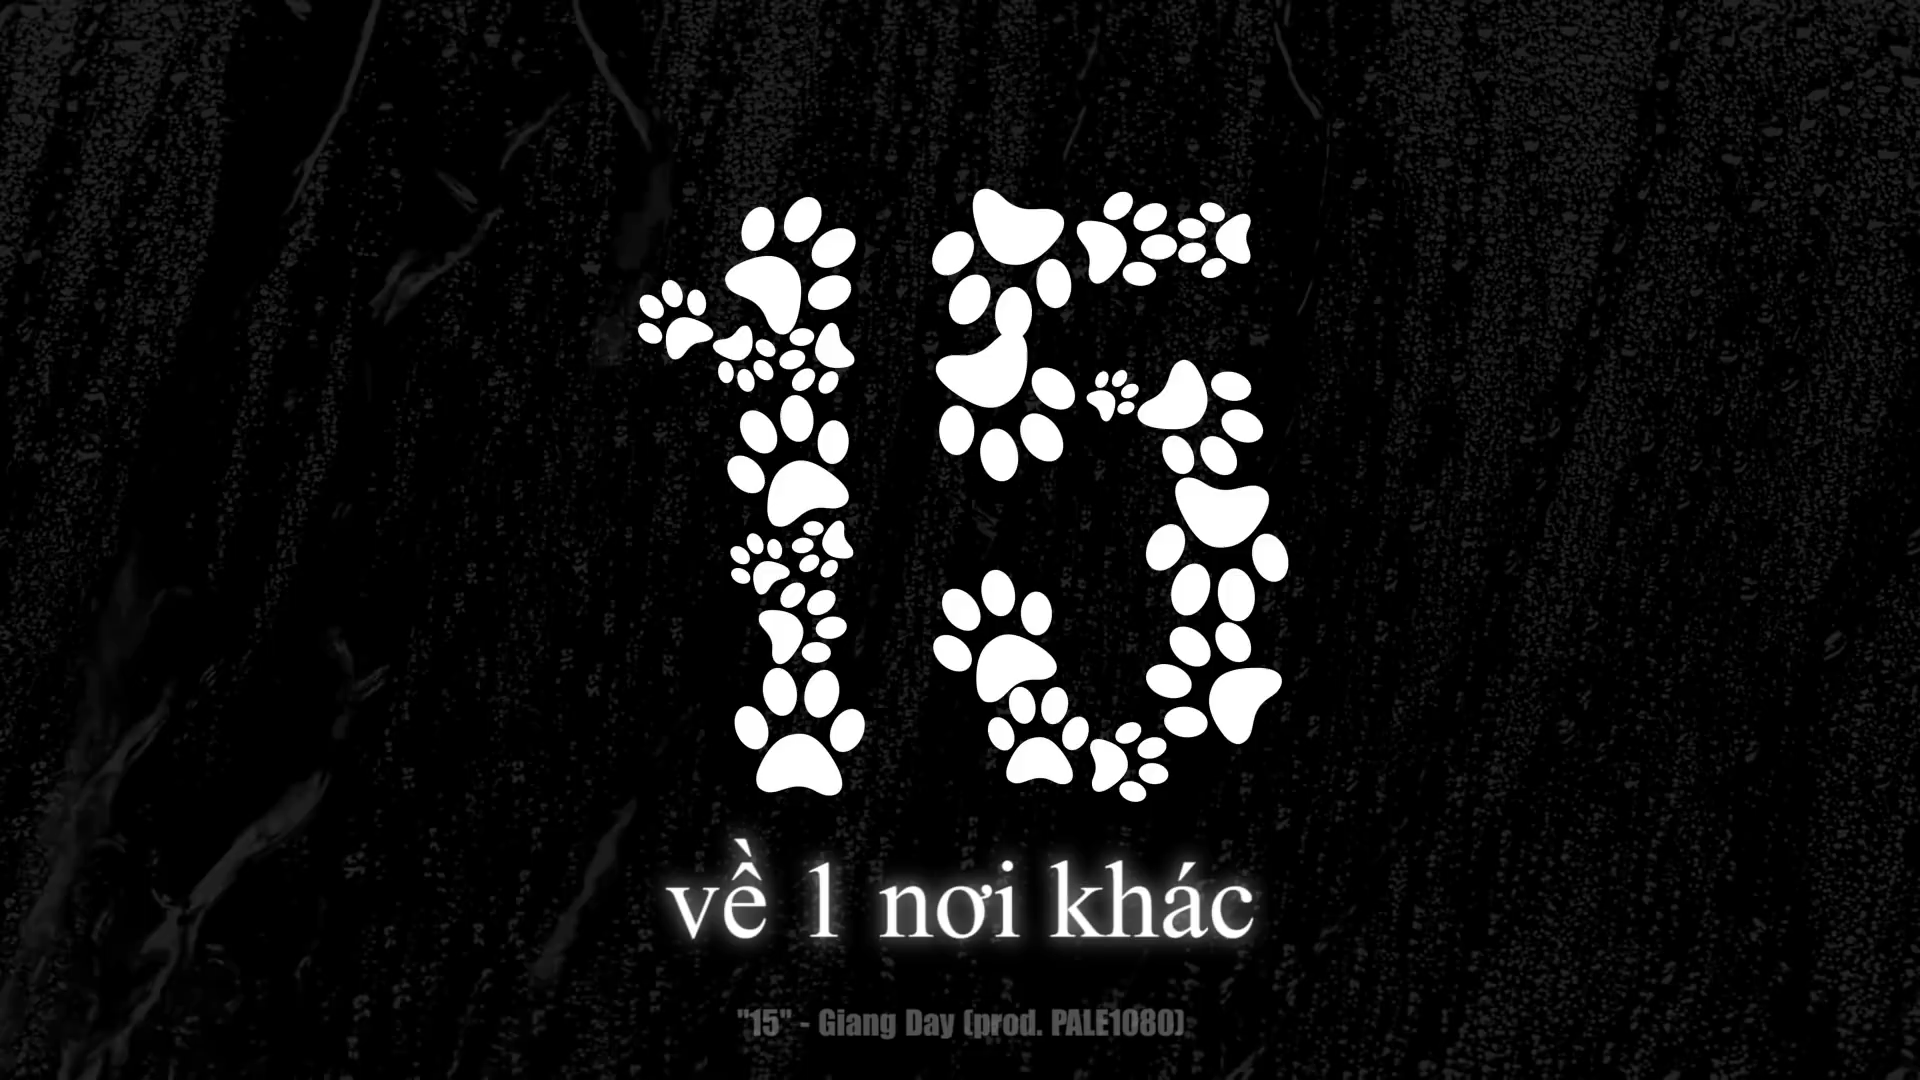 15
về 1 nơi khác
"15" - Giang Day (prod. PALE1080)